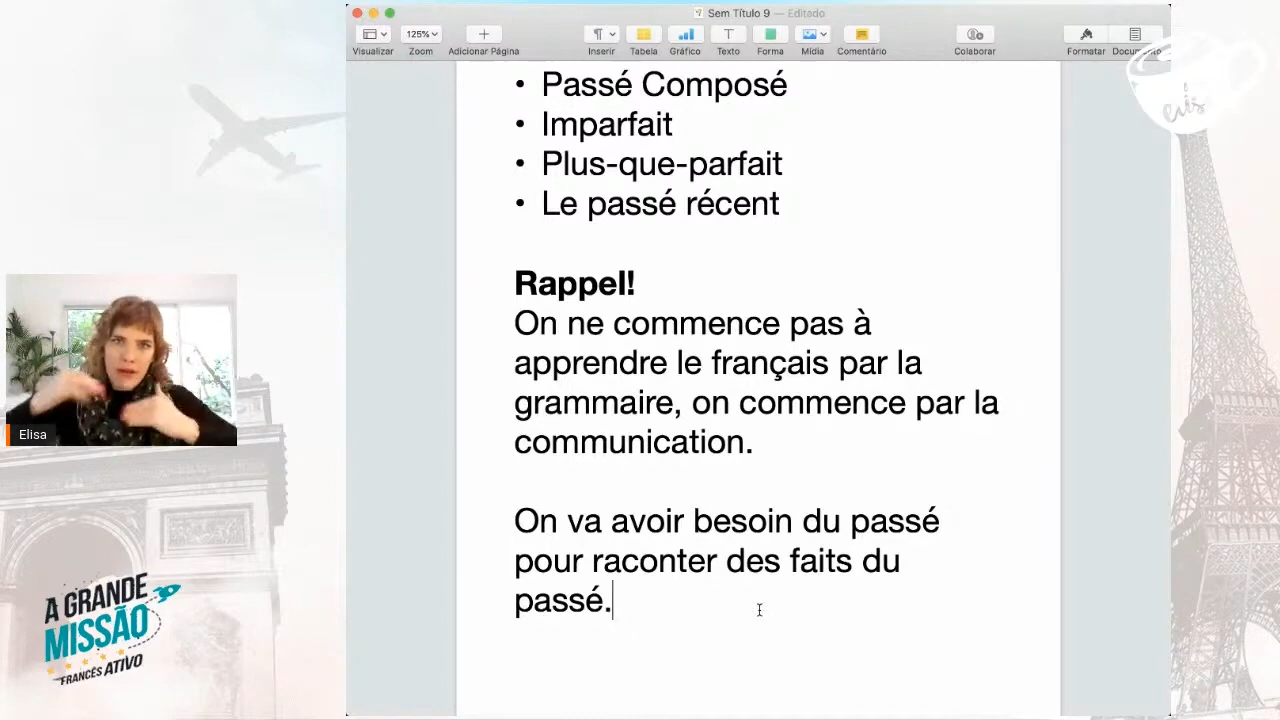 Sem Título 9 — Editado
125%
Visualizar Zoom Adicionar Página Inserir Tabela Gráfico Texto Forma Mídia Comentário Colaborar Formatar
• Passé Composé
• Imparfait
• Plus-que-parfait
• Le passé récent
Rappel!
On ne commence pas à
apprendre le français par la
grammaire, on commence par la
communication.
On va avoir besoin du passé
pour raconter des faits du
passé.
Elisa
A GRANDE
MISSÃO
FRANCÊS ATIVO